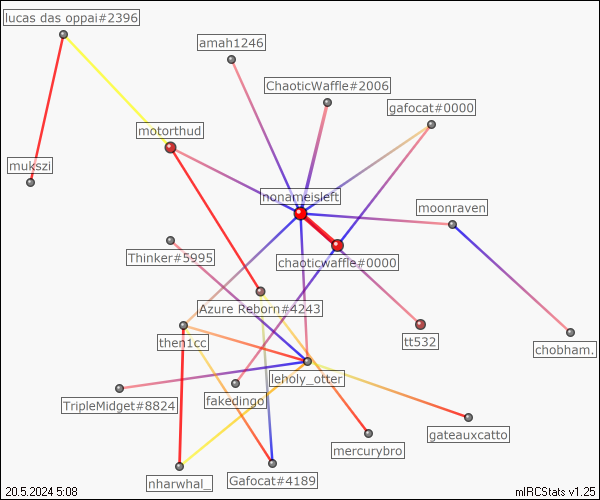 lucas das oppai#2396
amah1246
ChaoticWaffle#2006
gafocat#0000
motorthud
mukszi
nonameisleft
moonraven
Thinker#5995
chaoticwaffle#0000
Azure Reborn#4243
then1cc
tt532
chobham.
leholy_otter
TripleMidget#8824
fakedingo
gateauxcatto
mercurybro
nharwhal_
Gafocat#4189
20.5.2024 5:08
mIRCStats v1.25